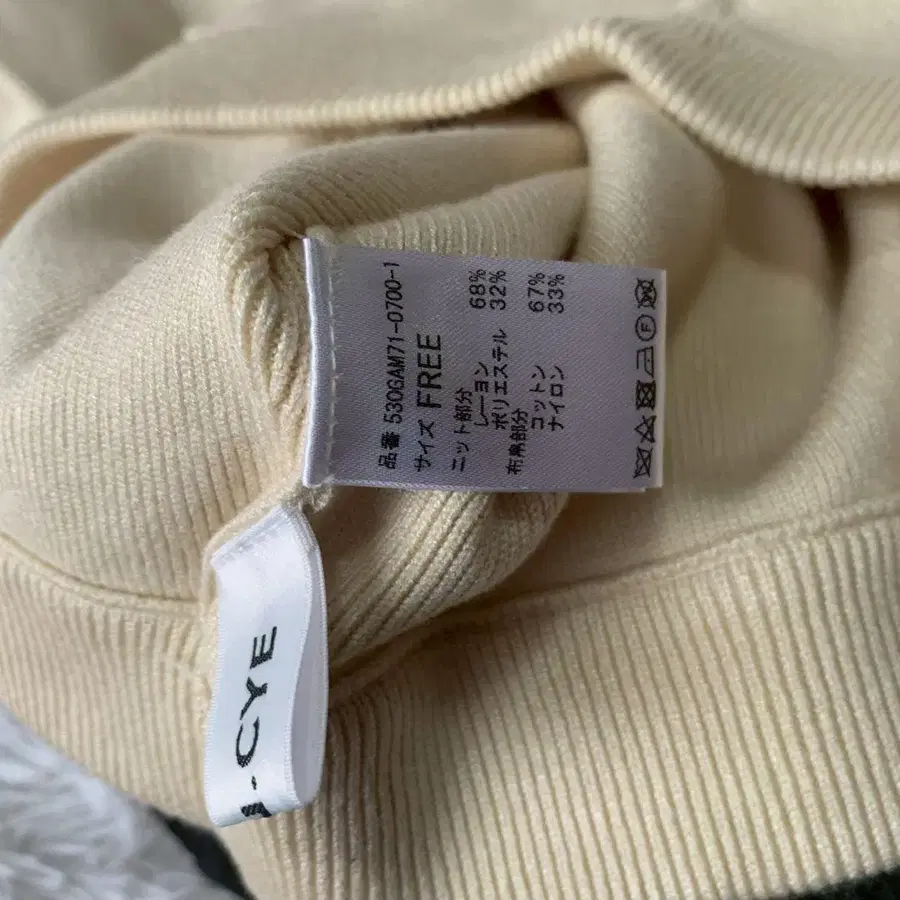 品番 530GAM71-0700-1
サイズ FREE
ニット部分
レーヨン 68%
ポリエステル 32%
布帛部分
コットン 67%
ナイロン 33%
F
· CYE